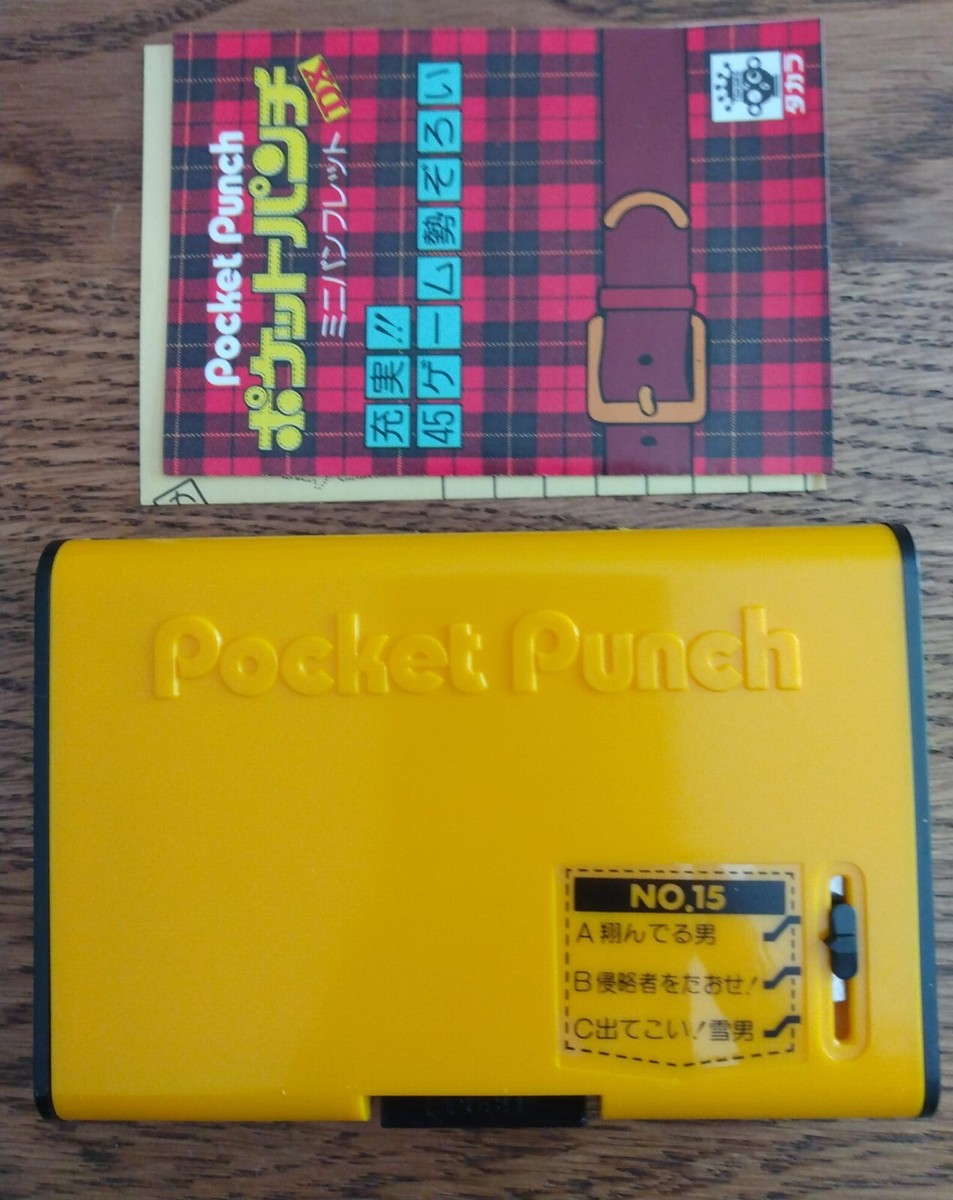 Pocket Punch
ポケットパンチ DX
ミニパンフレット
充実!!
45ゲーム勢ぞろい
タカラ
Pocket Punch
NO.15
A 翔んでる男
B 侵略者をたおせ!
C 出てこい!雪男